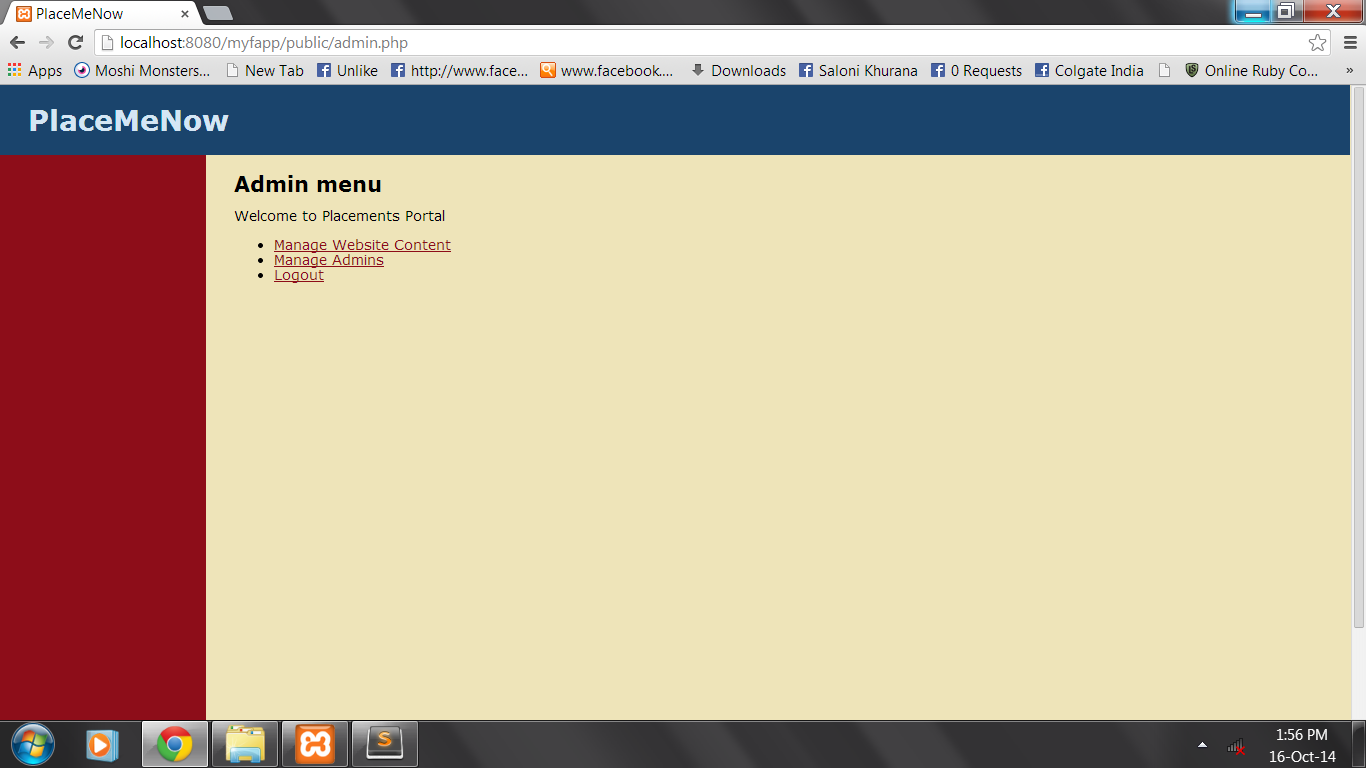 PlaceMeNow
localhost:8080/myfapp/public/admin.php
Apps Moshi Monsters... New Tab Unlike http://www.face... www.facebook.... Downloads Saloni Khurana 0 Requests Colgate India Online Ruby Co... »
PlaceMeNow
Admin menu
Welcome to Placements Portal
Manage Website Content
Manage Admins
Logout
1:56 PM
16-Oct-14